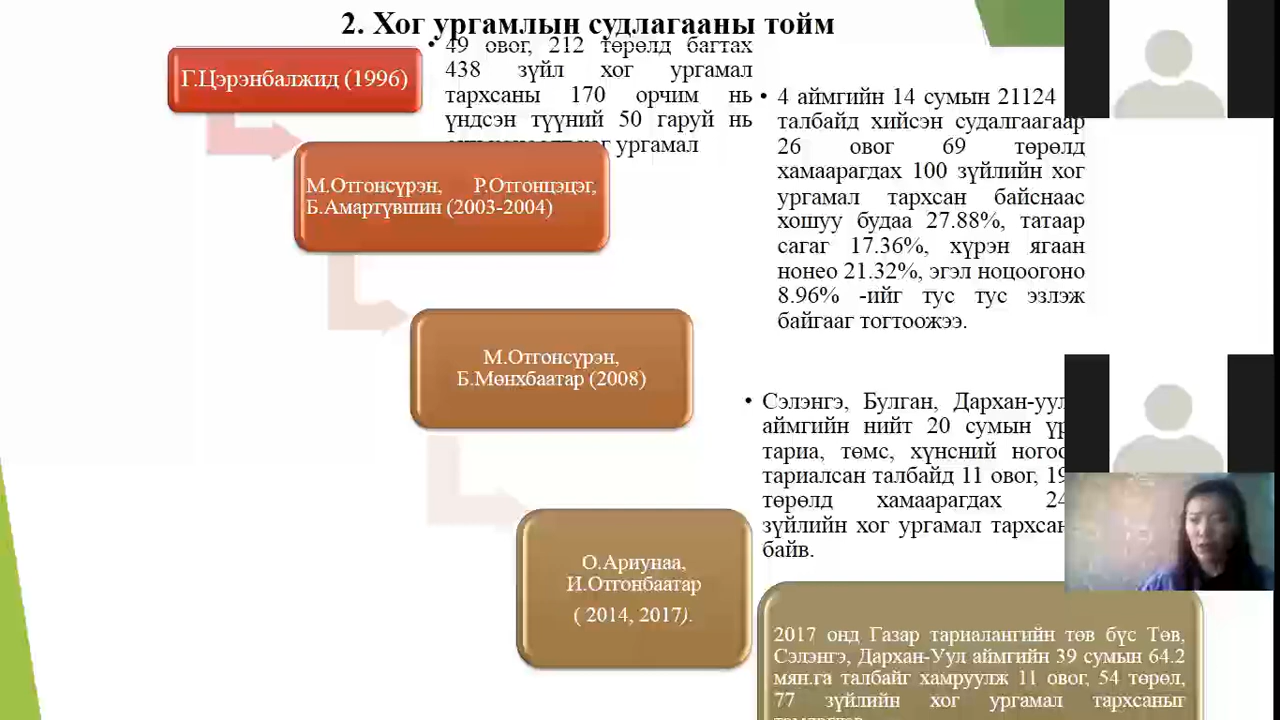 2. Хог ургамлын судлагааны тойм
Г.Цэрэнбалжид (1996)
• 49 овог, 212 төрөлд багтах
438 зүйл хог ургамал
тархсаны 170 орчим нь
үндсэн түүний 50 гаруй нь
ургамал
М.Отгонсүрэн, Р.Отгонцэцэг,
Б.Амартүвшин (2003-2004)
• 4 аймгийн 14 сумын 21124
талбайд хийсэн судалгаагаар
26 овог 69 төрөлд
хамаарагдах 100 зүйлийн хог
ургамал тархсан байснаас
хошуу будаа 27.88%, татаар
сагаг 17.36%, хүрэн ягаан
нонео 21.32%, эгэл ноцоогоно
8.96% -ийг тус тус эзлэж
байгааг тогтоожээ.
М.Отгонсүрэн,
Б.Мөнхбаатар (2008)
• Сэлэнгэ, Булган, Дархан-уул
аймгийн нийт 20 сумын
тариа, төмс, хүнсний
тариалсан талбайд 11 овог,
төрөлд хамаарагдах
зүйлийн хог ургамал тархсан
байв.
О.Ариунаа,
И.Отгонбаатар
( 2014, 2017).
2017 онд Газар тариалангийн төв бүс Төв,
Сэлэнгэ, Дархан-Уул аймгийн 39 сумын 64.2
мян.га талбайг хамруулж 11 овог, 54 төрөл,
77 зүйлийн хог ургамал тархсаныг